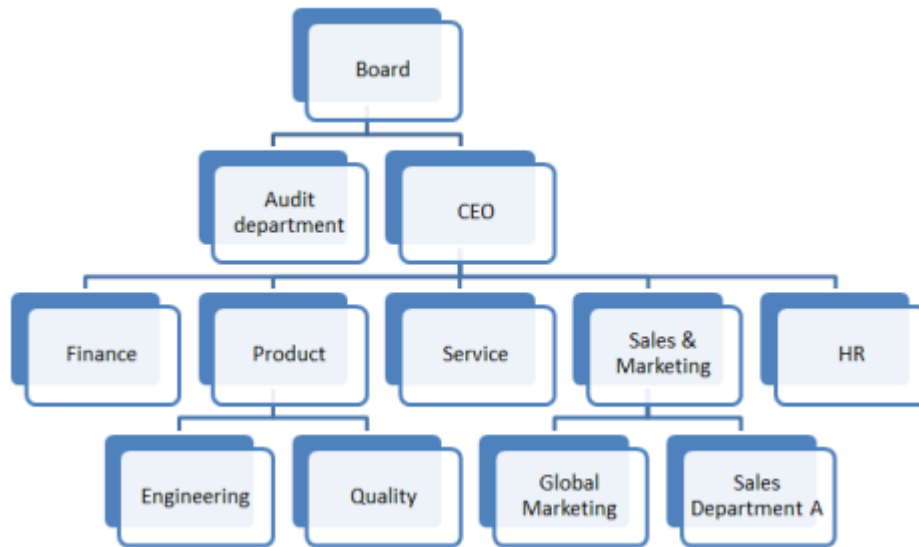 Board
Audit
department
CEO
Finance
Product
Service
Sales &
Marketing
HR
Engineering
Quality
Global
Marketing
Sales
Department A